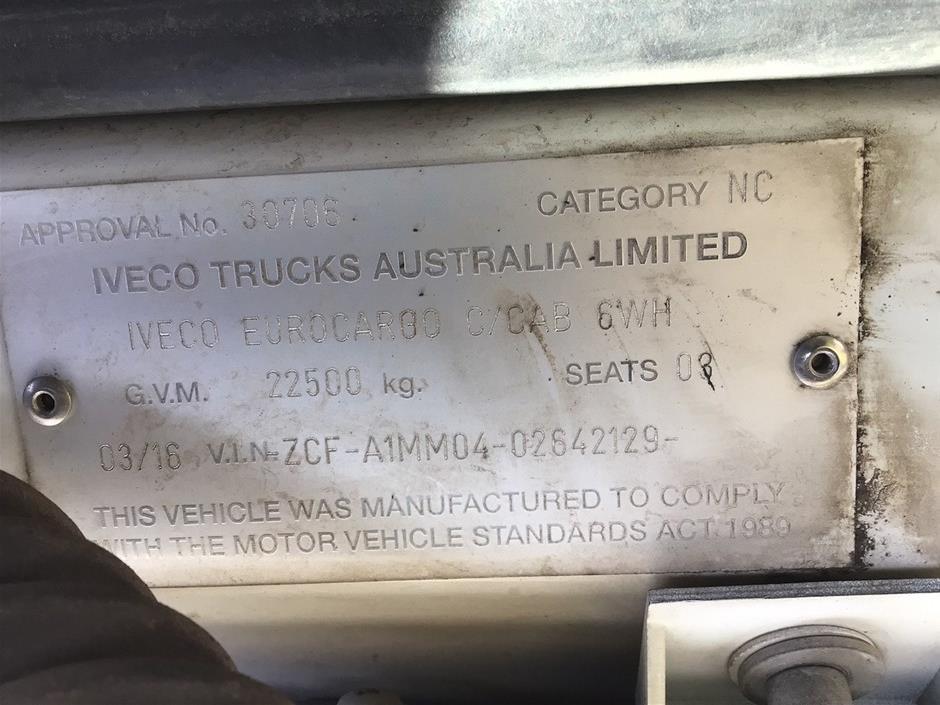 APPROVAL No. 30706 CATEGORY NC
IVECO TRUCKS AUSTRALIA LIMITED
IVECO EUROCARGO C/CAB 6WH
G.V.M. 22500 kg. SEATS 03
03/16 V.I.N-ZCF-A1MM04-02642129-
THIS VEHICLE WAS MANUFACTURED TO COMPLY
WITH THE MOTOR VEHICLE STANDARDS ACT 1989